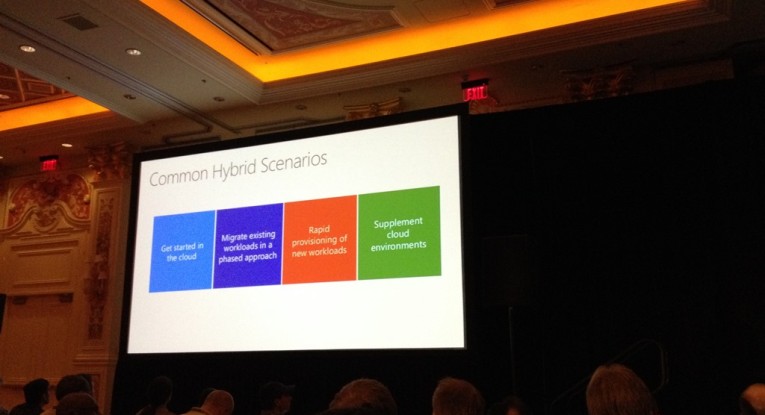 EXIT
EXIT
Common Hybrid Scenarios
Get started in
the cloud
Migrate existing
workloads in a
phased approach
Rapid
provisioning of
new workloads
Supplement
cloud
environments